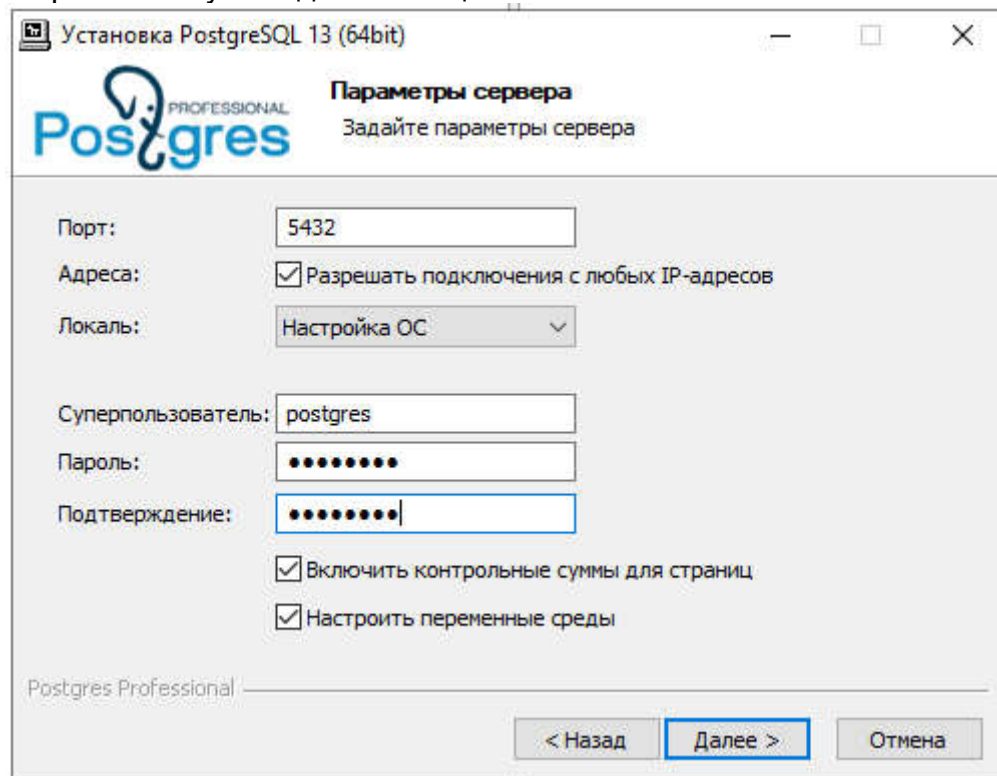 Установка PostgreSQL 13 (64bit)
PROFESSIONAL
Postgres
Параметры сервера
Задайте параметры сервера
Порт: 5432
Адреса: Разрешать подключения с любых IP-адресов
Локаль: Настройка ОС
Суперпользователь: postgres
Пароль: ●●●●●●●●
Подтверждение: ●●●●●●●●
Включить контрольные суммы для страниц
Настроить переменные среды
Postgres Professional
< Назад Далее > Отмена